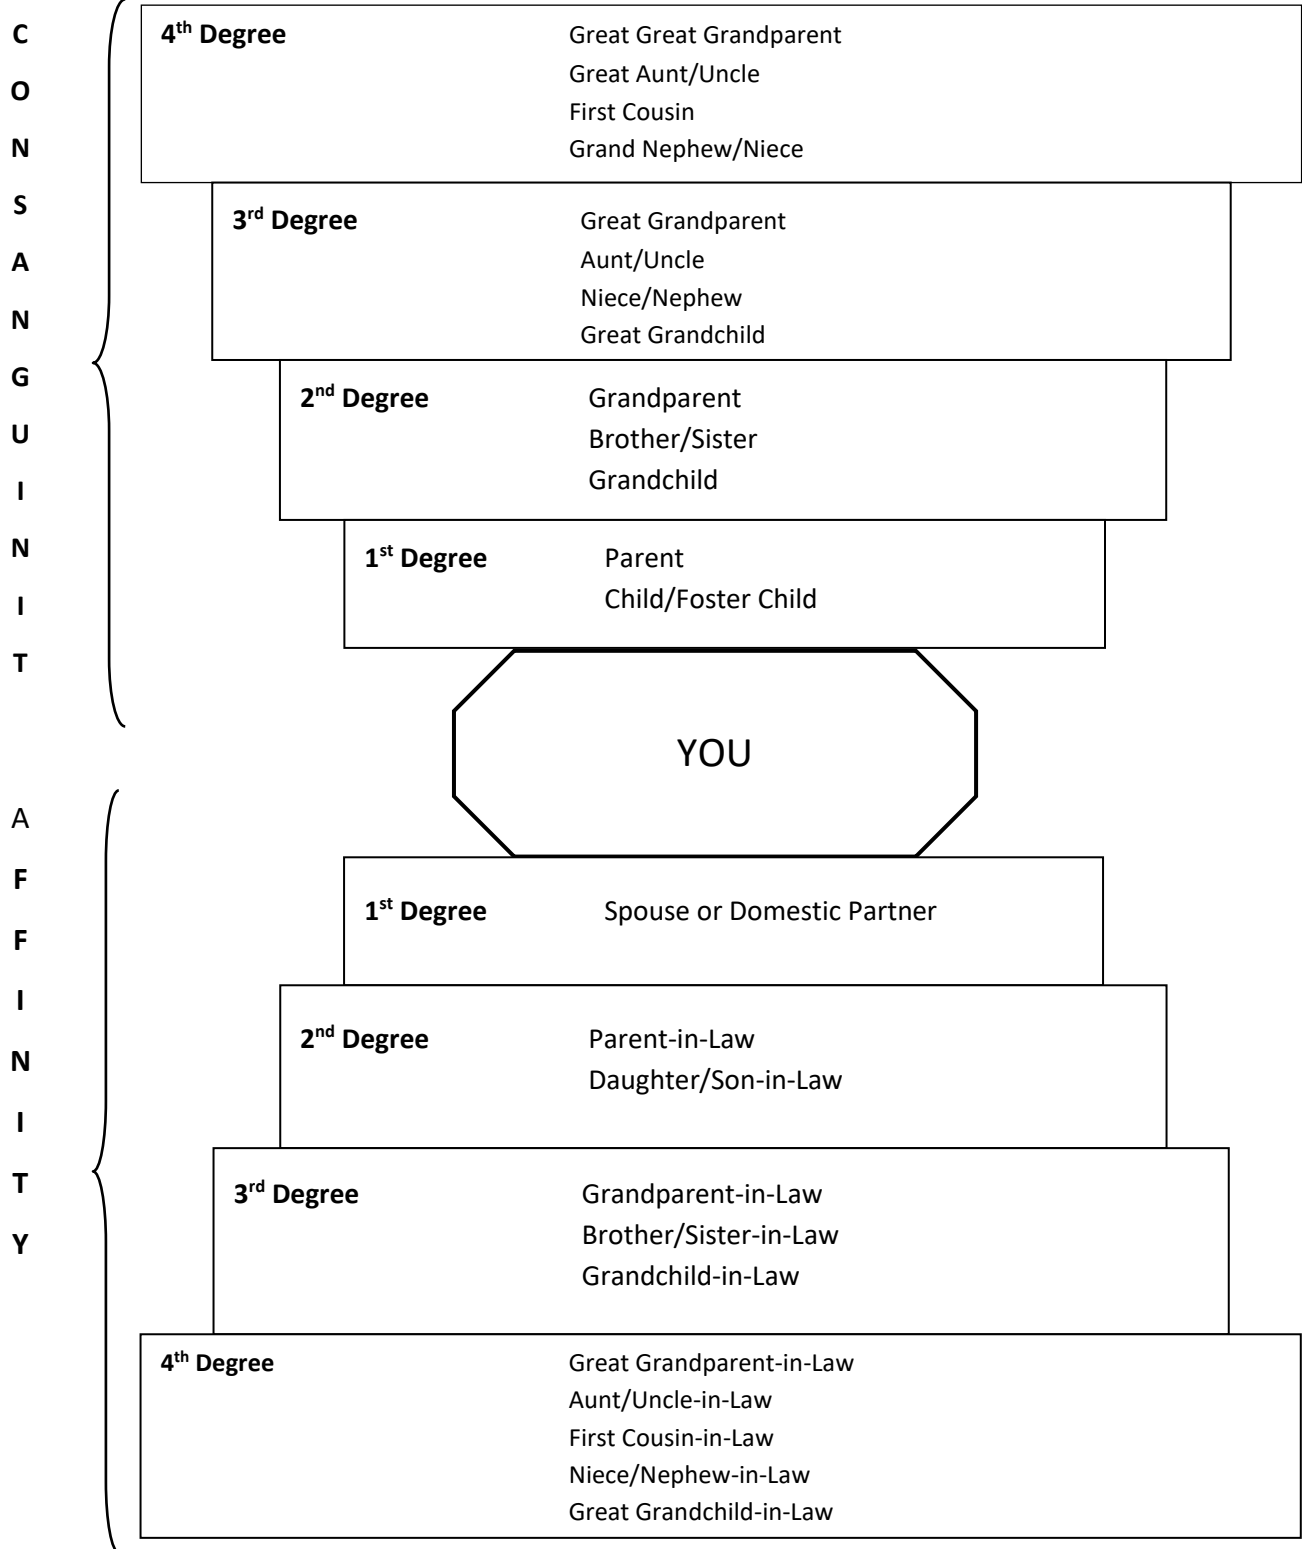 CONSANGUINIT
4th Degree Great Great Grandparent
Great Aunt/Uncle
First Cousin
Grand Nephew/Niece
3rd Degree Great Grandparent
Aunt/Uncle
Niece/Nephew
Great Grandchild
2nd Degree Grandparent
Brother/Sister
Grandchild
1st Degree Parent
Child/Foster Child
YOU
AFFINITY
1st Degree Spouse or Domestic Partner
2nd Degree Parent-in-Law
Daughter/Son-in-Law
3rd Degree Grandparent-in-Law
Brother/Sister-in-Law
Grandchild-in-Law
4th Degree Great Grandparent-in-Law
Aunt/Uncle-in-Law
First Cousin-in-Law
Niece/Nephew-in-Law
Great Grandchild-in-Law